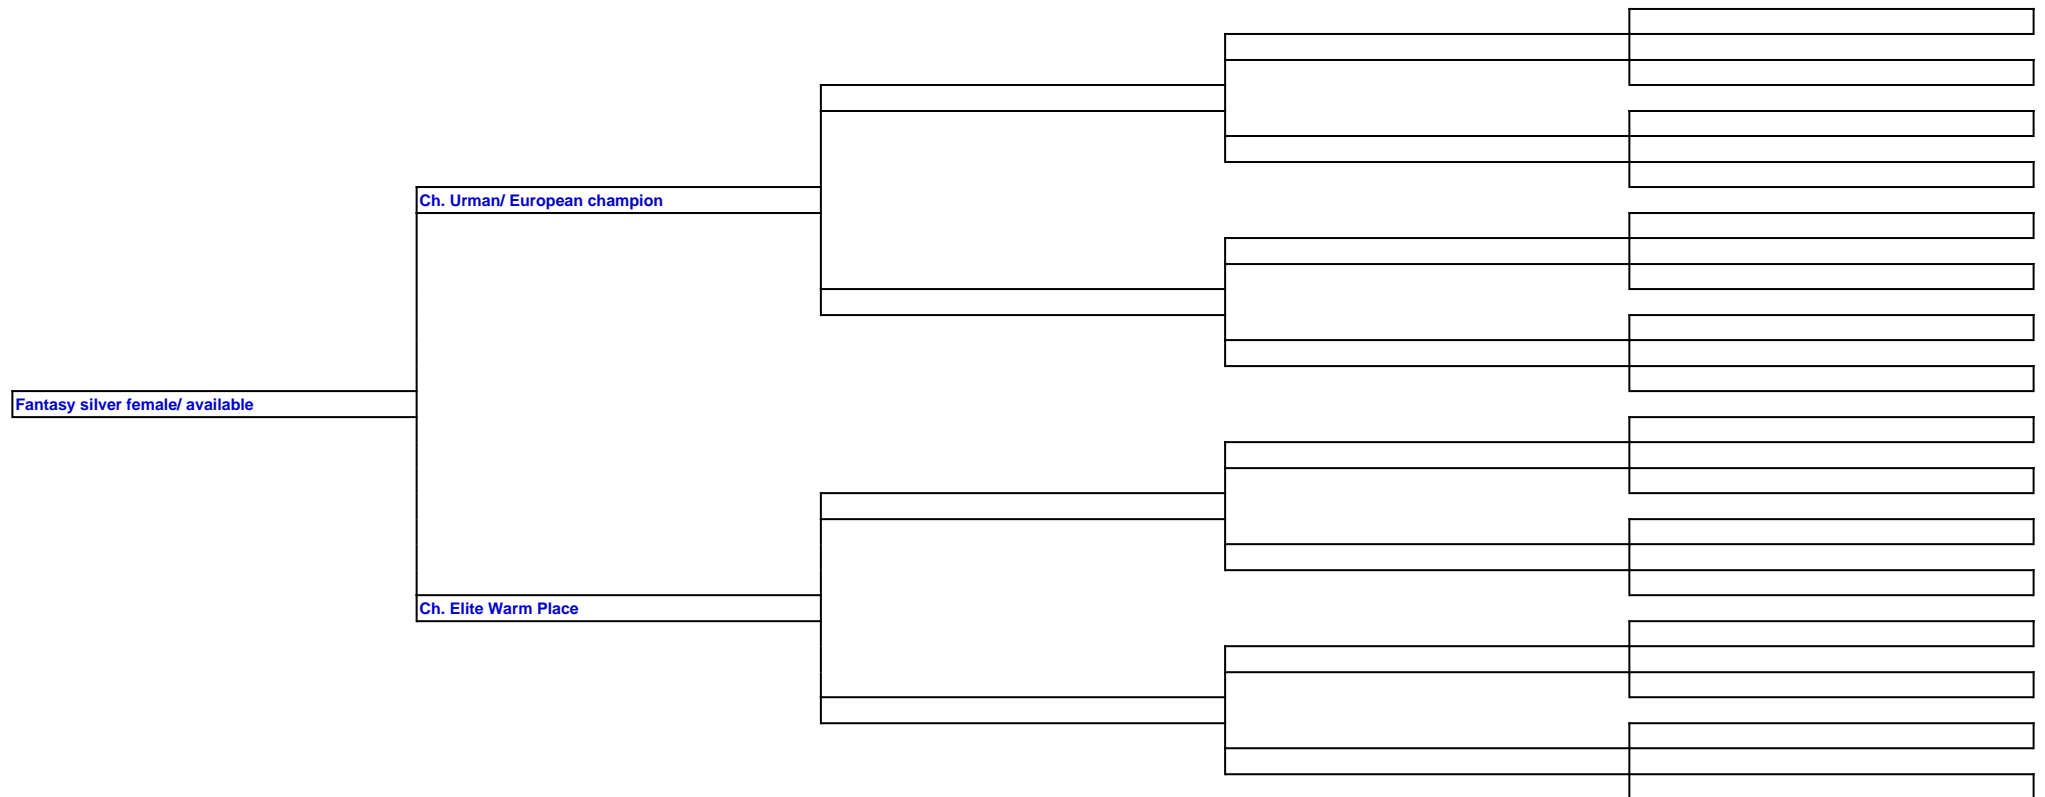 Ch. Urman/ European champion
Fantasy silver female/ available
Ch. Elite Warm Place